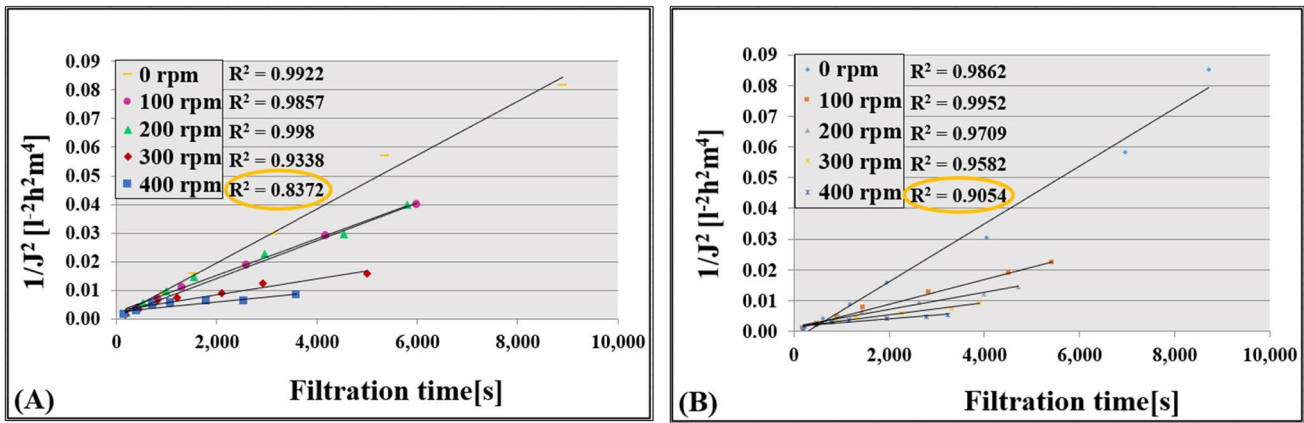 1/J² [l⁻²h²m⁴]
0.09
0.08
0.07
0.06
0.05
0.04
0.03
0.02
0.01
0.00
0 rpm R² = 0.9922
100 rpm R² = 0.9857
200 rpm R² = 0.998
300 rpm R² = 0.9338
400 rpm R² = 0.8372
0 2,000 4,000 6,000 8,000 10,000
Filtration time[s]
(A)
1/J² [l⁻²h²m⁴]
0.09
0.08
0.07
0.06
0.05
0.04
0.03
0.02
0.01
0.00
0 rpm R² = 0.9862
100 rpm R² = 0.9952
200 rpm R² = 0.9709
300 rpm R² = 0.9582
400 rpm R² = 0.9054
0 2,000 4,000 6,000 8,000 10,000
Filtration time[s]
(B)